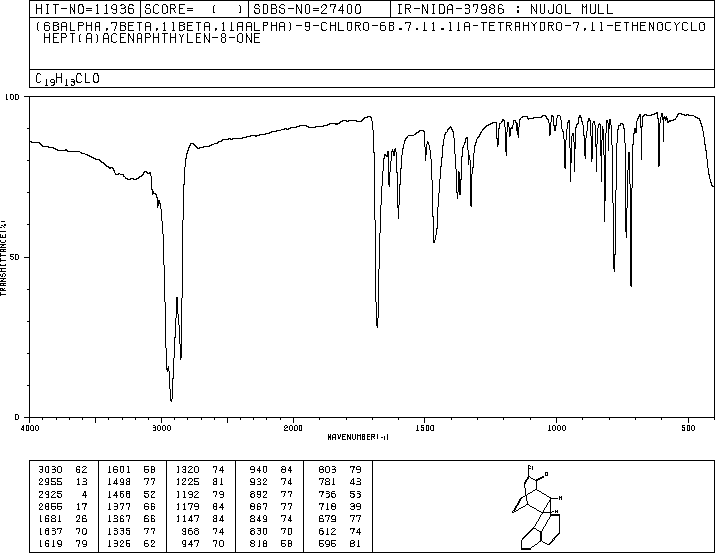 HIT-NO=11936 SCORE= ( ) SDBS-NO=27400 IR-NIDA-37986 : NUJOL MULL
(6BALPHA,7BETA,11BETA,11AALPHA)-9-CHLORO-6B,7,11,11A-TETRAHYDRO-7,11-ETHENOCYCLO
HEPT(A)ACENAPHTHYLEN-8-ONE
C19H13CLO
100
50
0
TRANSMITTANCE(%)
4000 3000 2000 1500 1000 500
WAVENUMBER(-1)
3030 62 1601 58 1320 74 940 84 803 79
2955 13 1498 77 1225 81 932 74 781 43
2925 4 1468 52 1192 79 892 77 736 53
2855 17 1377 66 1179 84 867 77 718 39
1681 26 1367 66 1147 84 849 74 679 77
1637 70 1335 77 968 74 830 70 612 74
1619 79 1326 62 947 70 818 58 595 81
Cl
O
H
H